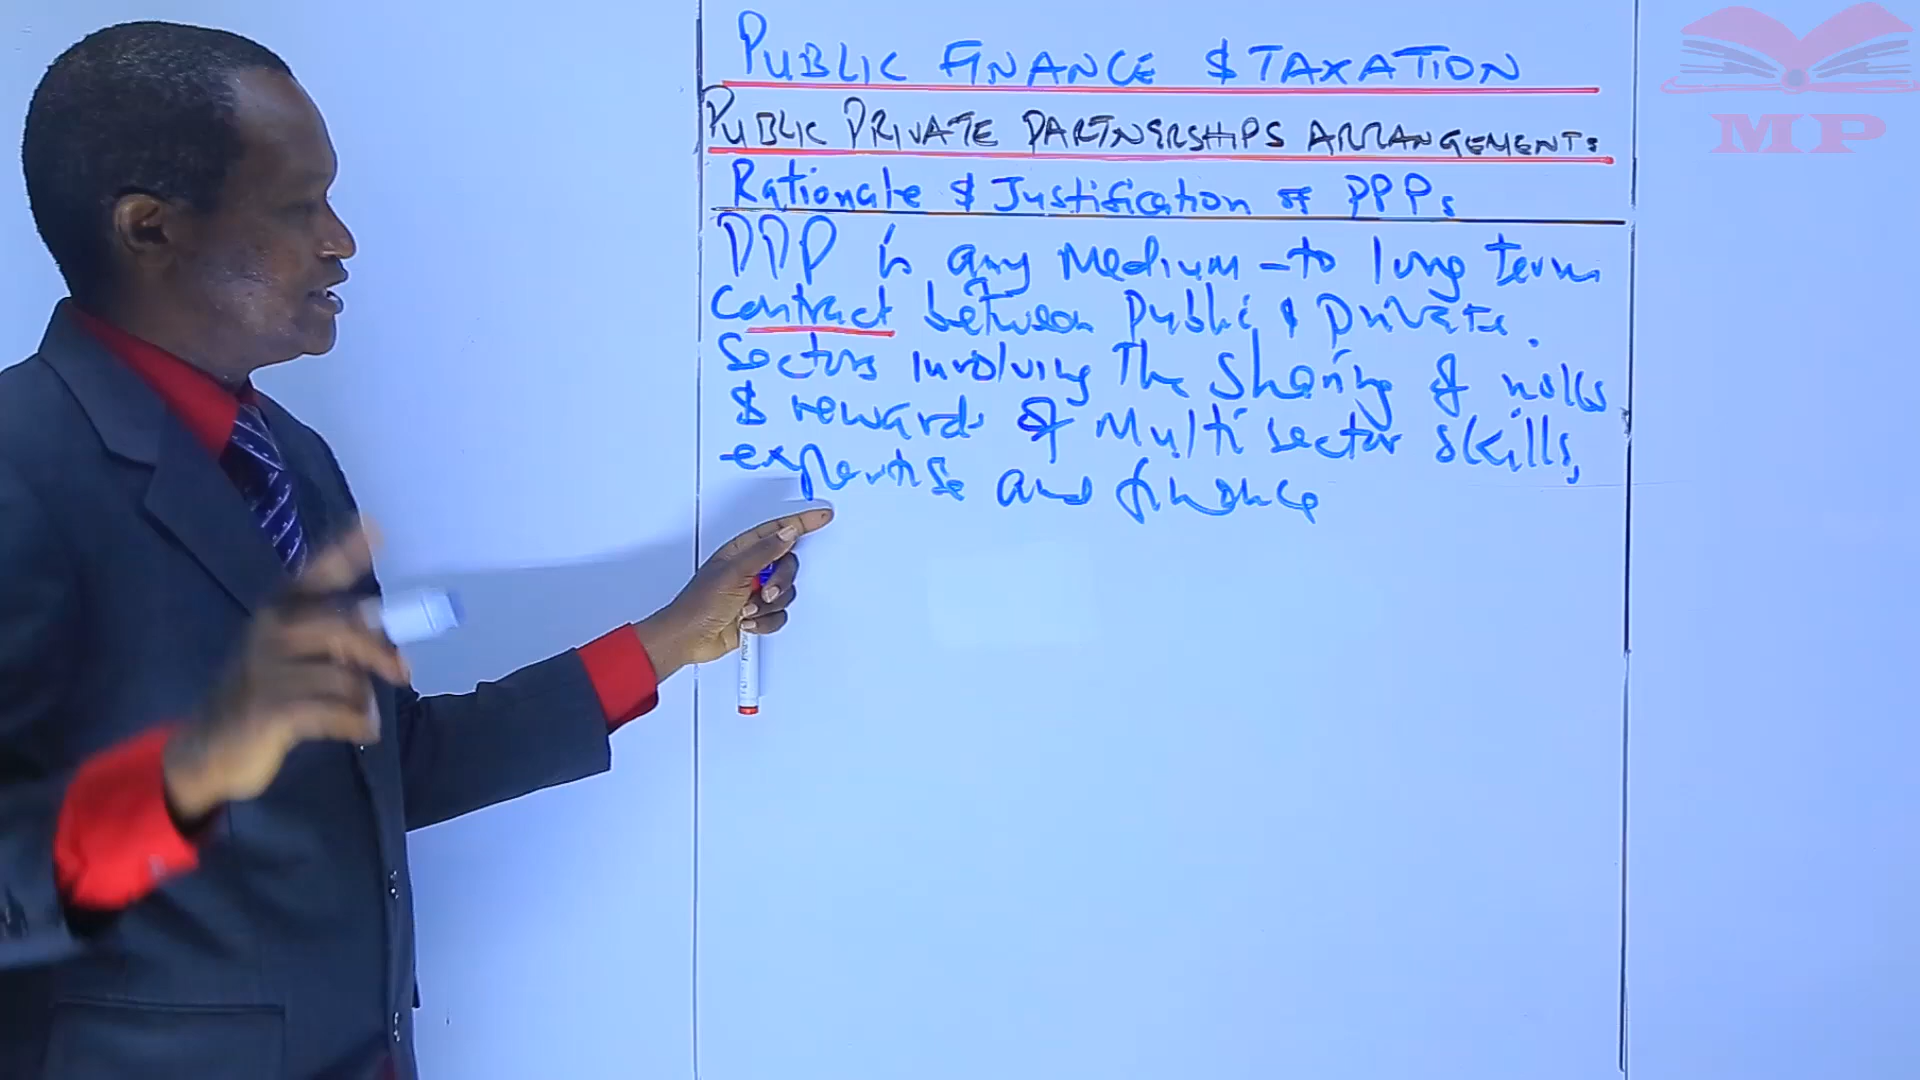 PUBLIC FINANCE & TAXATION
PUBLIC PRIVATE PARTNERSHIPS ARRANGEMENTS
Rationale & Justification of PPPs
PPP is any Medium - to long term
contract between public & private
sectors involving the sharing of risks
& rewards of multi sector skills,
expertise and finance
MP